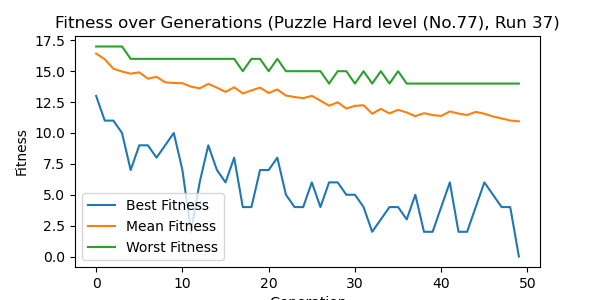 Fitness over Generations (Puzzle Hard level (No.77), Run 37)
17.5
15.0
12.5
10.0
7.5
5.0
2.5
0.0
Fitness
Best Fitness
Mean Fitness
Worst Fitness
0 10 20 30 40 50
Generation